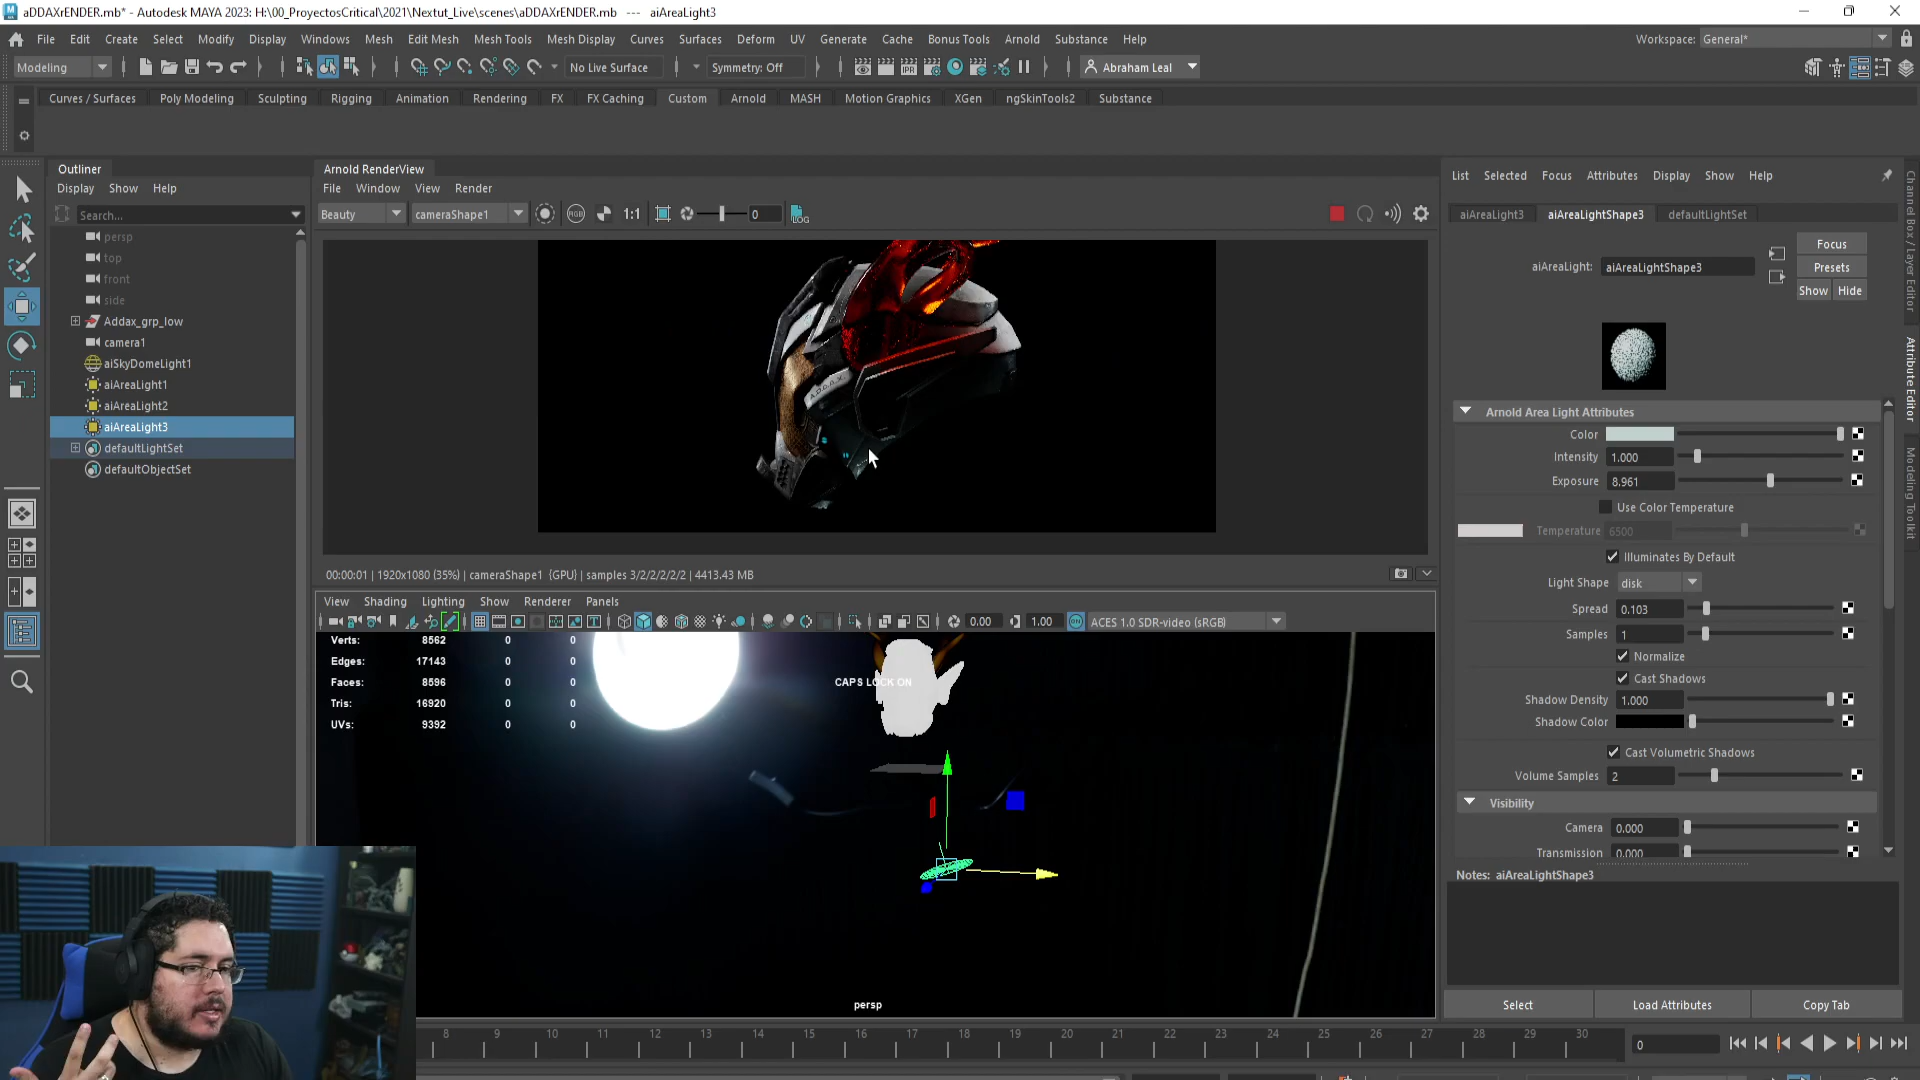 aDDAXrENDER.mb* - Autodesk MAYA 2023: H:\00_ProyectosCritical\2021\Nextut_Live\scenes\aDDAXrENDER.mb --- aiAreaLight3
File Edit Create Select Modify Display Windows Mesh Edit Mesh Mesh Tools Mesh Display Curves Surfaces Deform UV Generate Cache Bonus Tools Arnold Substance Help Workspace: General*
Modeling No Live Surface Symmetry: Off Abraham Leal
Curves / Surfaces Poly Modeling Sculpting Rigging Animation Rendering FX FX Caching Custom Arnold MASH Motion Graphics XGen ngSkinTools2 Substance
Outliner
Display Show Help
Search...
persp
top
front
side
Addax_grp_low
camera1
aiSkyDomeLight1
aiAreaLight1
aiAreaLight2
aiAreaLight3
defaultLightSet
defaultObjectSet
Arnold RenderView
File Window View Render
Beauty cameraShape1 RGB 1:1 0 LOG
A.D.D.A.X
00:00:01 | 1920x1080 (35%) | cameraShape1 {GPU} | samples 3/2/2/2/2/2 | 4413.43 MB
View Shading Lighting Show Renderer Panels
0.00 1.00 ON ACES 1.0 SDR-video (sRGB)
Verts: 8562 0 0
Edges: 17143 0 0
Faces: 8596 0 0
Tris: 16920 0 0
UVs: 9392 0 0
CAPS LOCK ON
persp
List Selected Focus Attributes Display Show Help
aiAreaLight3 aiAreaLightShape3 defaultLightSet
aiAreaLight: aiAreaLightShape3
Focus
Presets
Show Hide
Arnold Area Light Attributes
Color
Intensity 1.000
Exposure 8.961
Use Color Temperature
Temperature 6500
Illuminates By Default
Light Shape disk
Spread 0.103
Samples 1
Normalize
Cast Shadows
Shadow Density 1.000
Shadow Color
Cast Volumetric Shadows
Volume Samples 2
Visibility
Camera 0.000
Transmission 0.000
Notes: aiAreaLightShape3
Select Load Attributes Copy Tab
Channel Box / Layer Editor
Attribute Editor
Modeling Toolkit
8 9 10 11 12 13 14 15 16 17 18 19 20 21 22 23 24 25 26 27 28 29 30
0